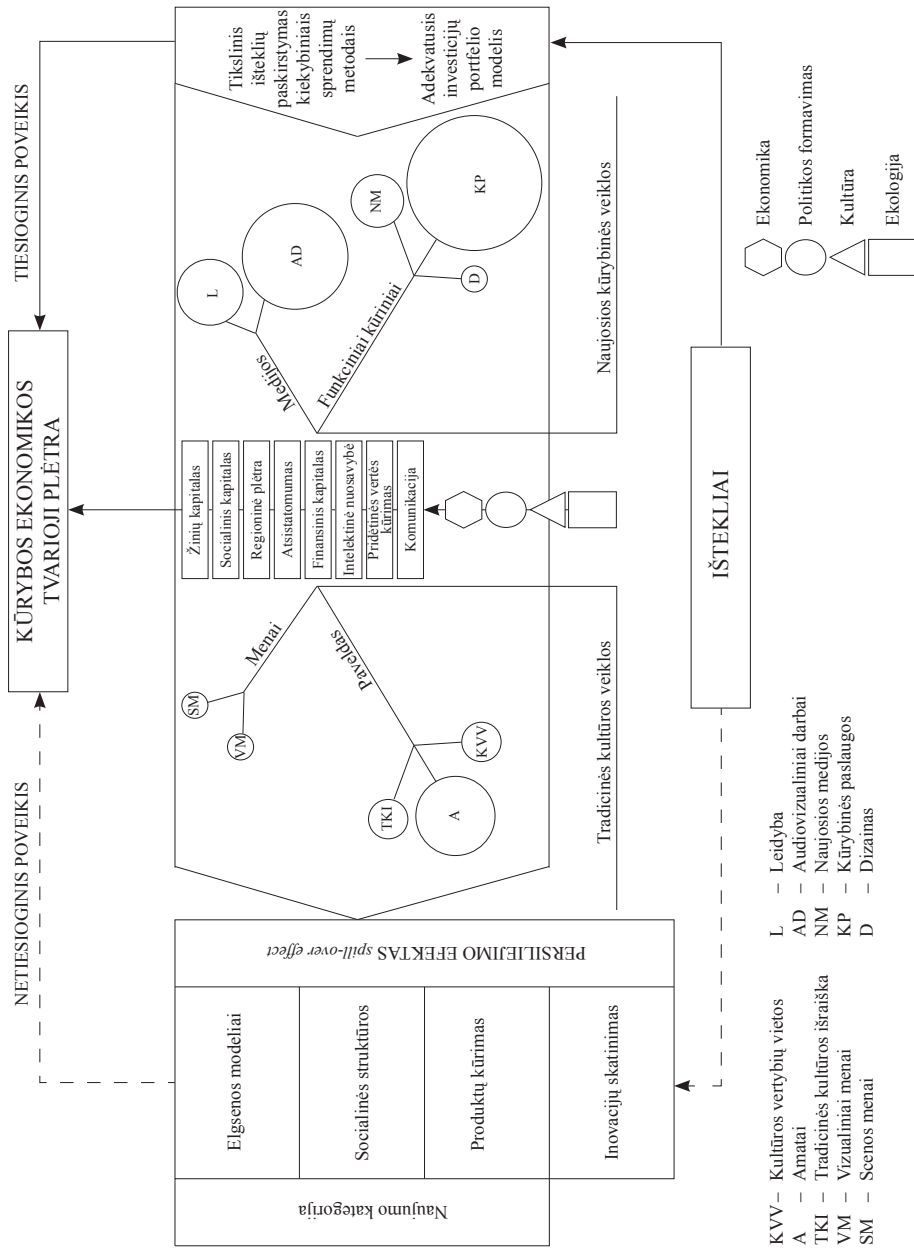 NETIESIOGINIS POVEIKIS
KŪRYBOS EKONOMIKOS
TVARIOJI PLĖTRA
TIESIOGINIS POVEIKIS
Naujumo kategorija
Elgsenos modeliai
Socialinės struktūros
Produktų kūrimas
Inovacijų skatinimas
PERSILIEJIMO EFEKTAS spill-over effect
SM
VM
Menai
Paveldas
TKI
A
KVV
Tradicinės kultūros veiklos
Žinių kapitalas
Socialinis kapitalas
Regioninė plėtra
Atsistatomumas
Finansinis kapitalas
Intelektinė nuosavybė
Pridėtinės vertės
kūrimas
Komunikacija
L
AD
Medijos
Funkciniai kūriniai
NM
D
KP
Naujosios kūrybinės veiklos
Tikslinis
išteklių
paskirstymas
kiekybiniais
sprendimų
metodais
Adekvatusis
investicijų
portfelio
modelis
IŠTEKLIAI
KVV – Kultūros vertybių vietos
A – Amatai
TKI – Tradicinės kultūros išraiška
VM – Vizualiniai menai
SM – Scenos menai
L – Leidyba
AD – Audiovizualiniai darbai
NM – Naujosios medijos
KP – Kūrybinės paslaugos
D – Dizainas
Ekonomika
Politikos formavimas
Kultūra
Ekologija